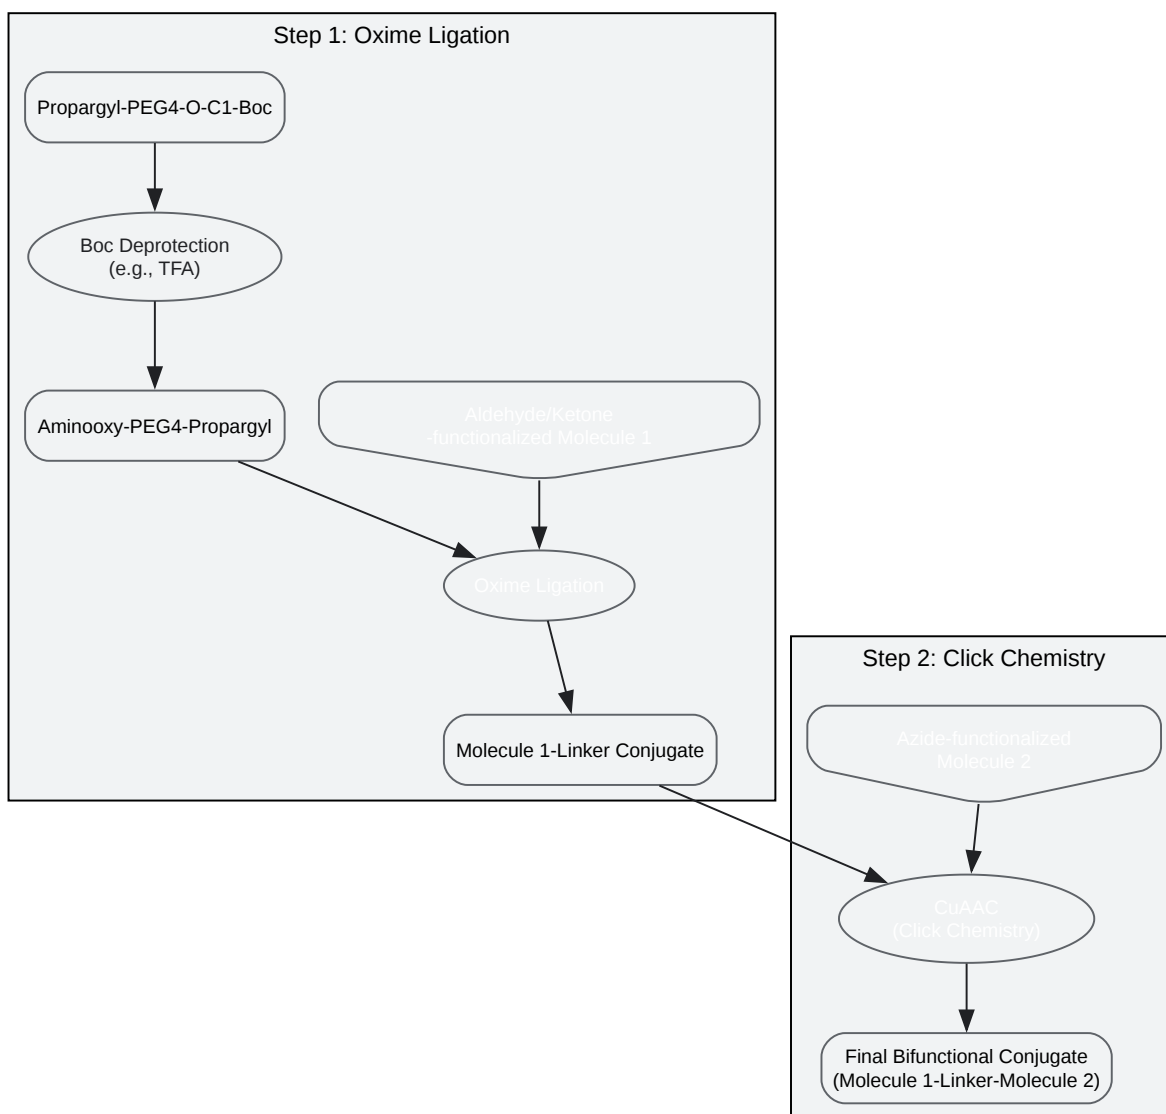 Step 1: Oxime Ligation
Propargyl-PEG4-O-C1-Boc
Boc Deprotection
(e.g., TFA)
Aminooxy-PEG4-Propargyl
Aldehyde/Ketone
-functionalized Molecule 1
Oxime Ligation
Molecule 1-Linker Conjugate
Step 2: Click Chemistry
Azide-functionalized
Molecule 2
CuAAC
(Click Chemistry)
Final Bifunctional Conjugate
(Molecule 1-Linker-Molecule 2)